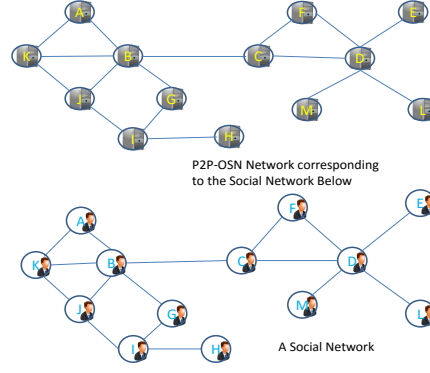 A
F
E
K
B
C
D
J
G
M
L
I
H
P2P-OSN Network corresponding
to the Social Network Below
A
F
E
K
B
C
D
J
G
M
L
I
H
A Social Network